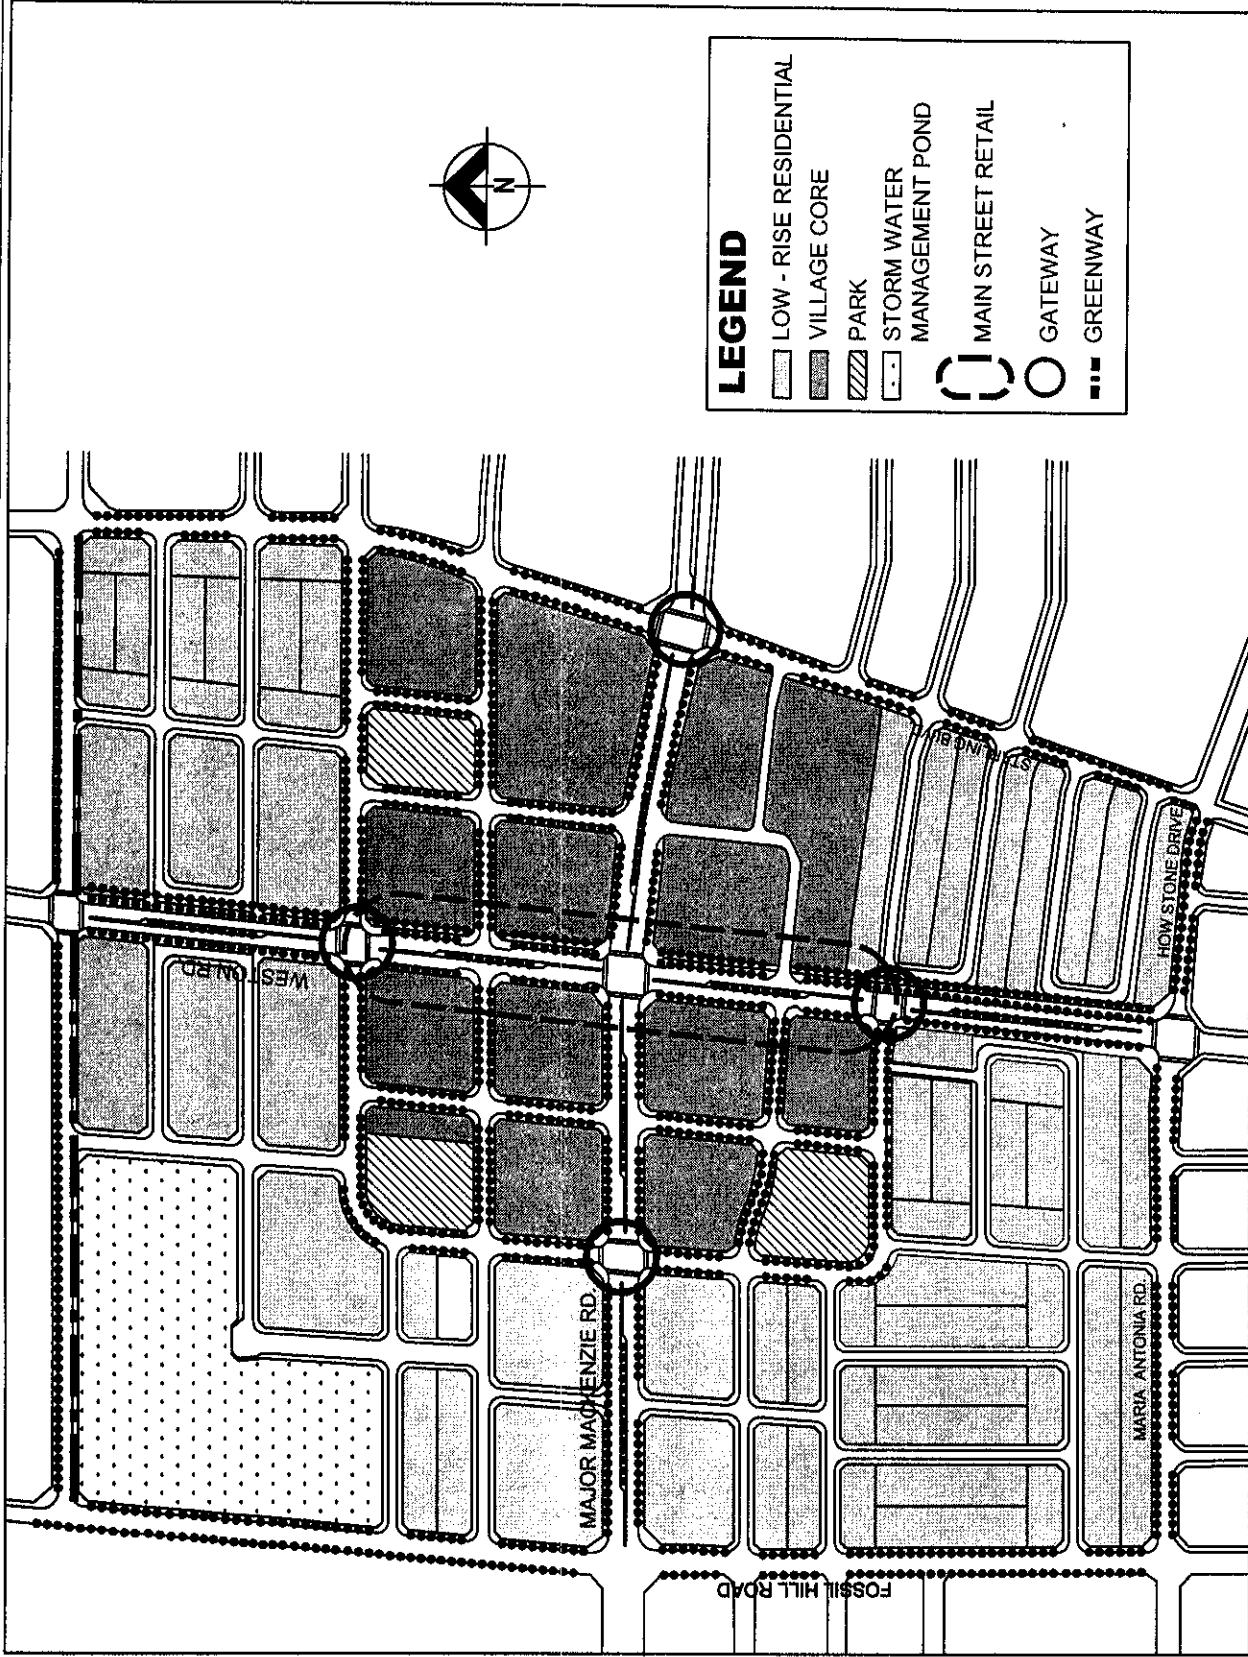 LEGEND
LOW - RISE RESIDENTIAL
VILLAGE CORE
PARK
STORM WATER
MANAGEMENT POND
MAIN STREET RETAIL
GATEWAY
GREENWAY
N
WESTON RD
MAJOR MACKENZIE RD.
FOSSIL HILL ROAD
MARIA ANTONIA RD.
HOW STONE DRIVE